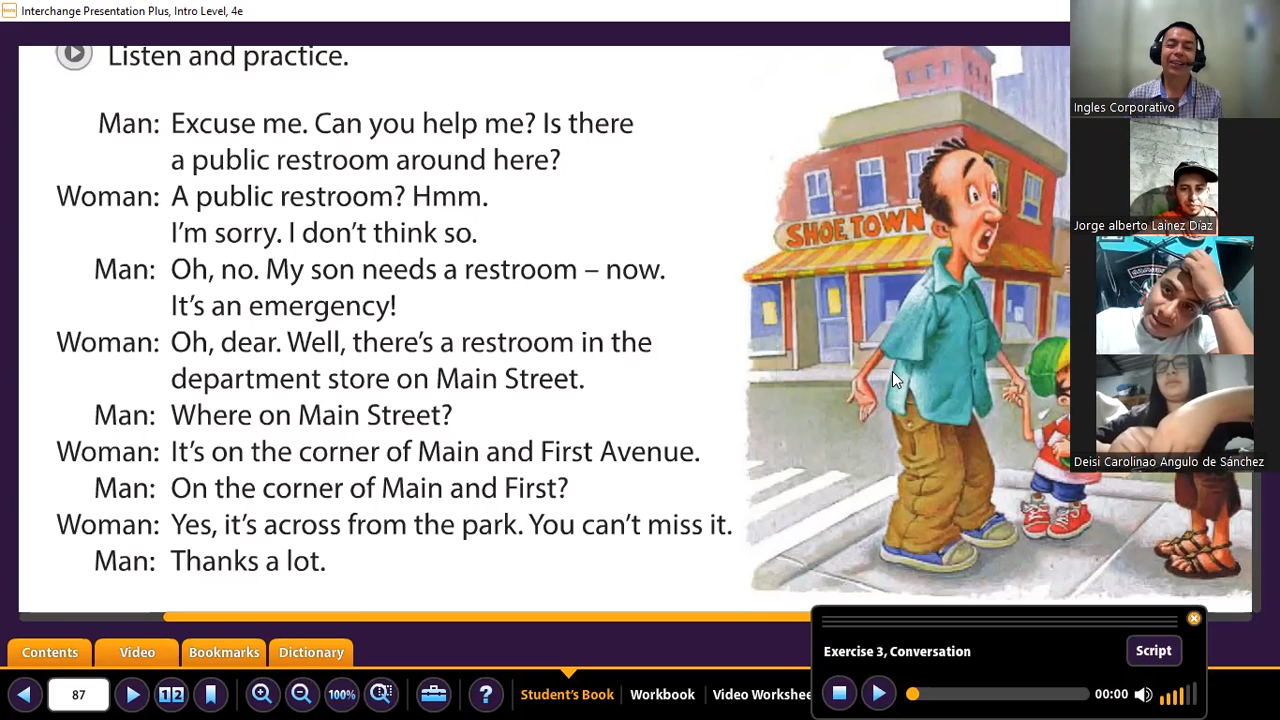 Interchange Presentation Plus, Intro Level, 4e
Listen and practice.
Man: Excuse me. Can you help me? Is there
a public restroom around here?
Woman: A public restroom? Hmm.
I'm sorry. I don't think so.
Man: Oh, no. My son needs a restroom – now.
It's an emergency!
Woman: Oh, dear. Well, there's a restroom in the
department store on Main Street.
Man: Where on Main Street?
Woman: It's on the corner of Main and First Avenue.
Man: On the corner of Main and First?
Woman: Yes, it's across from the park. You can't miss it.
Man: Thanks a lot.
SHOE TOWN
Ingles Corporativo
Jorge alberto Lainez Diaz
Deisi Carolinao Angulo de Sánchez
Exercise 3, Conversation
Script
00:00
Contents
Video
Bookmarks
Dictionary
87
1 2
100%
Student's Book
Workbook
Video Workshee